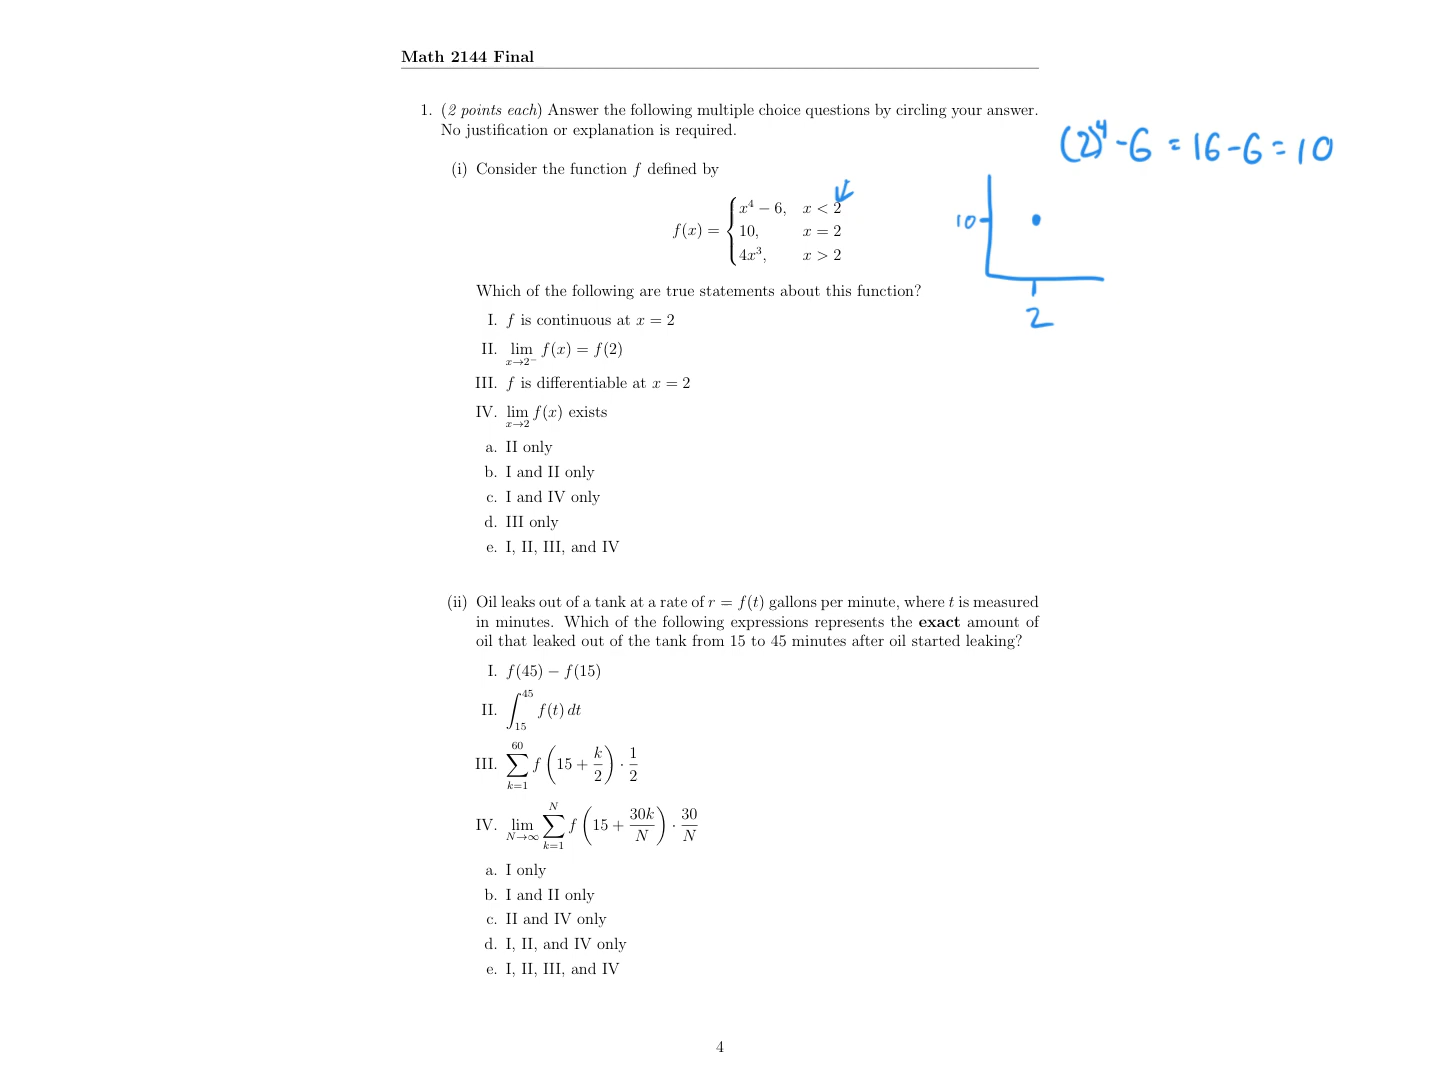 Math 2144 Final
1. (2 points each) Answer the following multiple choice questions by circling your answer.
No justification or explanation is required.
(2)⁴ - 6 = 16 - 6 = 10
(i) Consider the function f defined by
f(x) = { x⁴ − 6, x < 2
10, x = 2
4x³, x > 2
10
2
Which of the following are true statements about this function?
I. f is continuous at x = 2
II. lim x→2⁻ f(x) = f(2)
III. f is differentiable at x = 2
IV. lim x→2 f(x) exists
a. II only
b. I and II only
c. I and IV only
d. III only
e. I, II, III, and IV
(ii) Oil leaks out of a tank at a rate of r = f(t) gallons per minute, where t is measured
in minutes. Which of the following expressions represents the exact amount of
oil that leaked out of the tank from 15 to 45 minutes after oil started leaking?
I. f(45) − f(15)
II. ∫₁₅⁴⁵ f(t) dt
III. ∑_{k=1}^{60} f(15 + k/2) · 1/2
IV. lim N→∞ ∑_{k=1}^{N} f(15 + 30k/N) · 30/N
a. I only
b. I and II only
c. II and IV only
d. I, II, and IV only
e. I, II, III, and IV
4